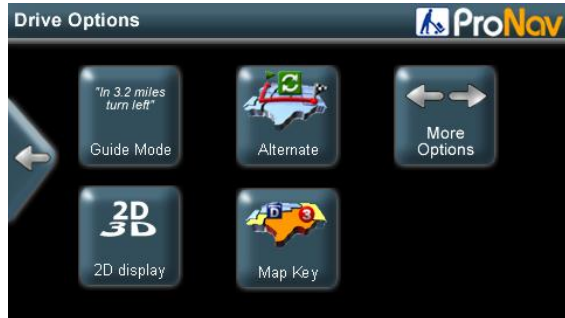 Drive Options
ProNav
"In 3.2 miles
turn left"
Guide Mode
Alternate
More
Options
2D
3D
2D display
D
3
Map Key